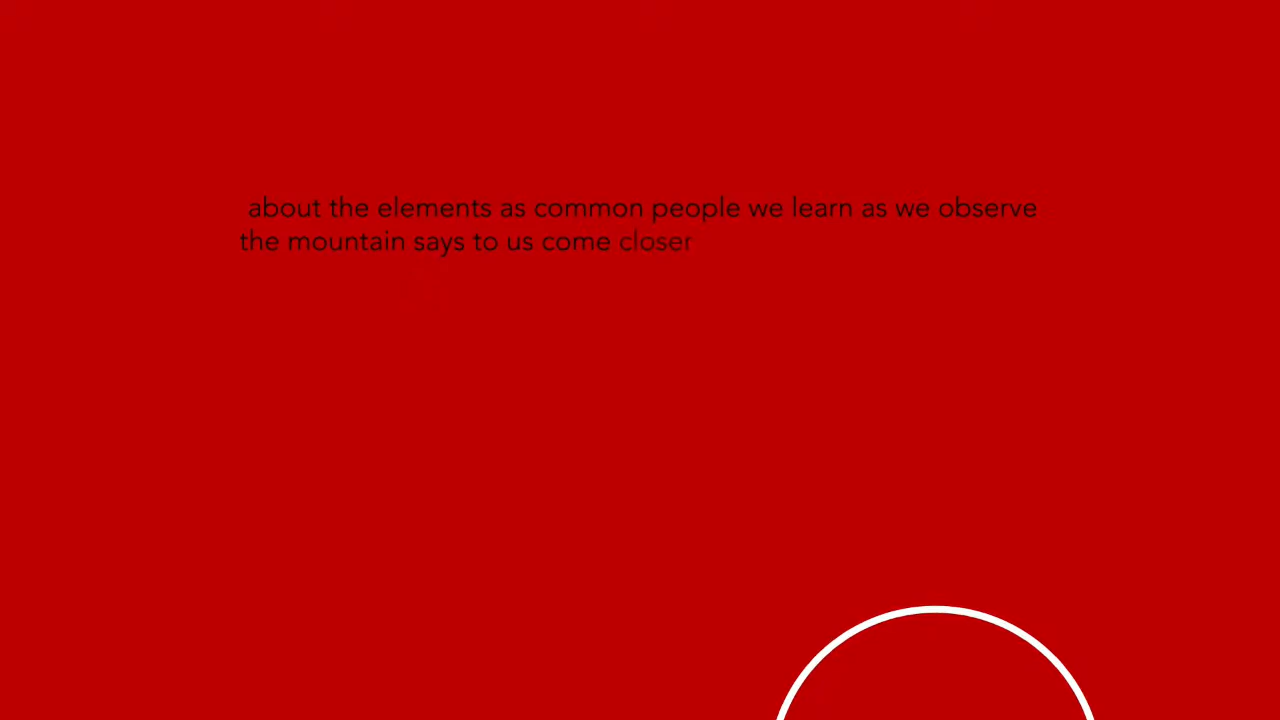 about the elements as common people we learn as we observe
the mountain says to us come closer